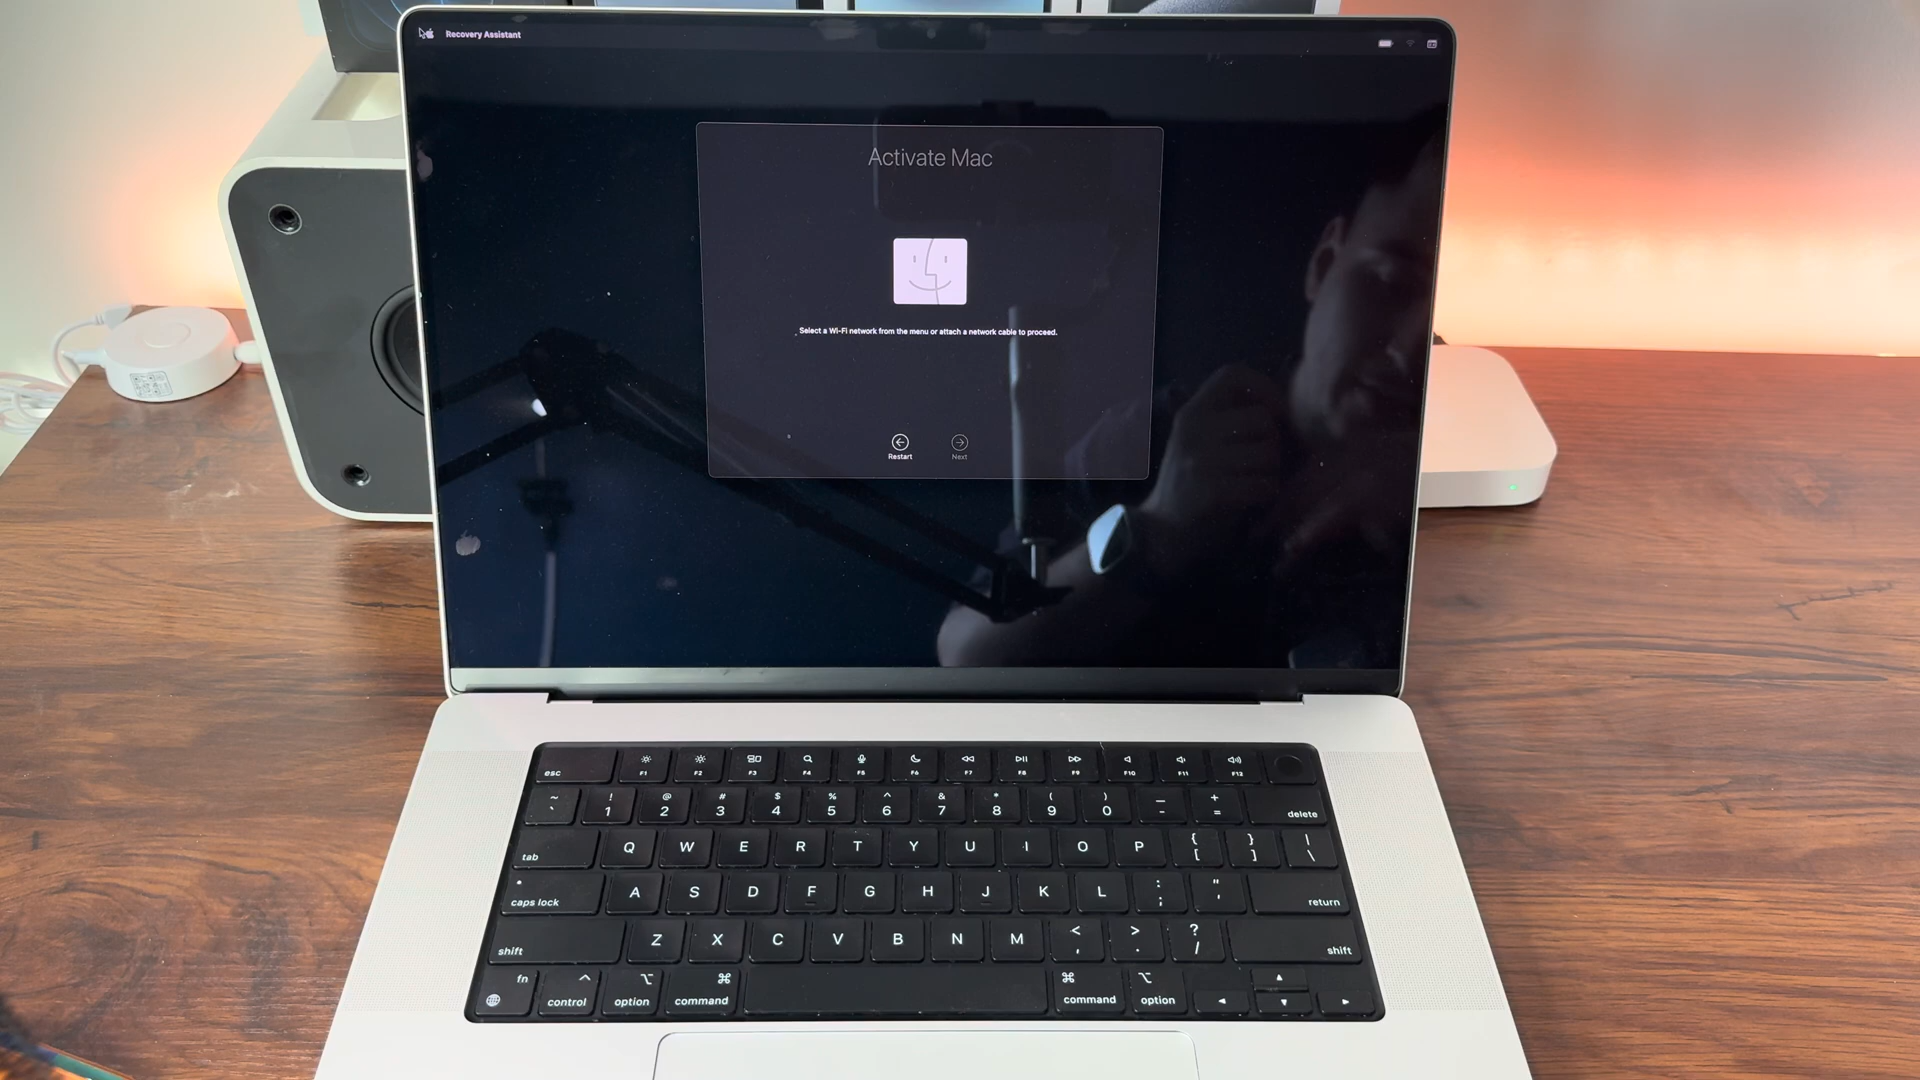 Recovery Assistant
Activate Mac
Select a Wi-Fi network from the menu or attach a network cable to proceed.
Restart Next
esc F1 F2 F3 F4 F5 F6 F7 F8 F9 F10 F11 F12
~ ! @ # $ % ^ & * ( ) — +
` 1 2 3 4 5 6 7 8 9 0 - = delete
tab Q W E R T Y U I O P { [ } ] | \
caps lock A S D F G H J K L : ; " ' return
shift Z X C V B N M < , > . ? / shift
fn control option command command option